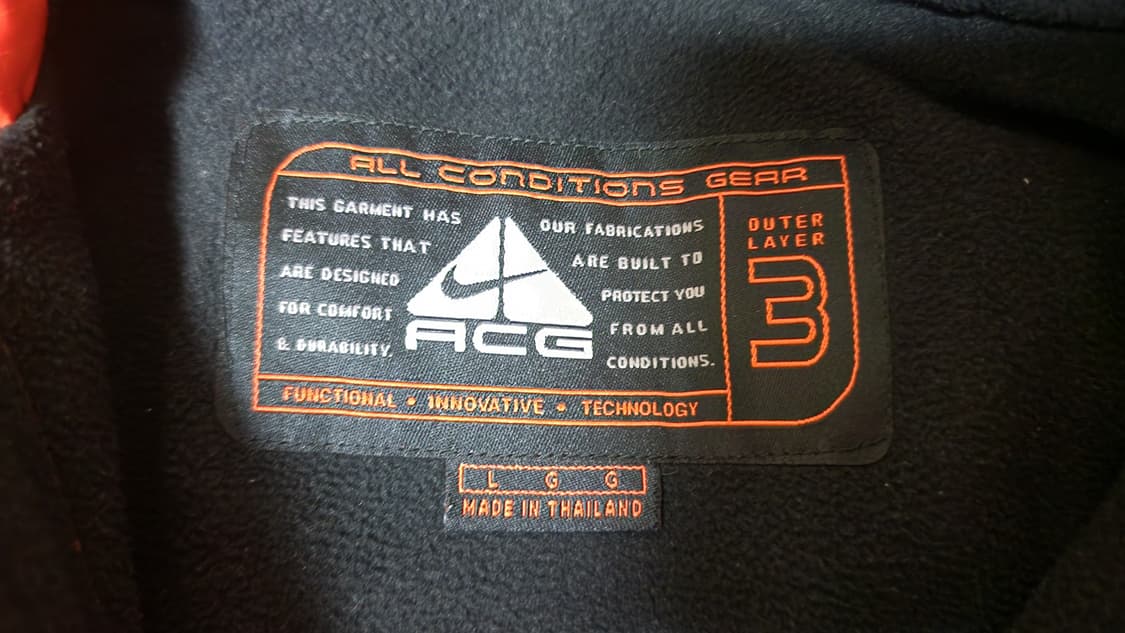 ALL CONDITIONS GEAR
THIS GARMENT HAS
FEATURES THAT
ARE DESIGNED
FOR COMFORT
& DURABILITY.
ACG
OUR FABRICATIONS
ARE BUILT TO
PROTECT YOU
FROM ALL
CONDITIONS.
OUTER
LAYER
3
FUNCTIONAL • INNOVATIVE • TECHNOLOGY
L G G
MADE IN THAILAND